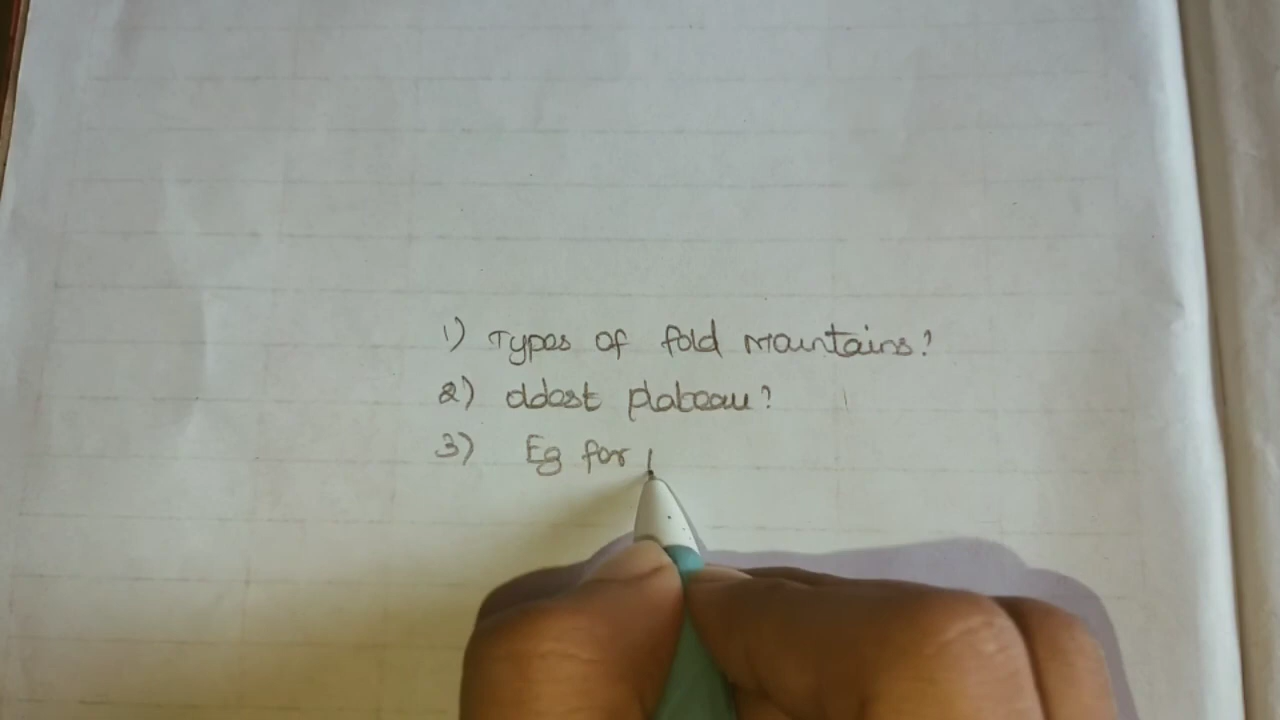 1) Types of fold Mountains?
2) oldest plateau?
3) Eg for